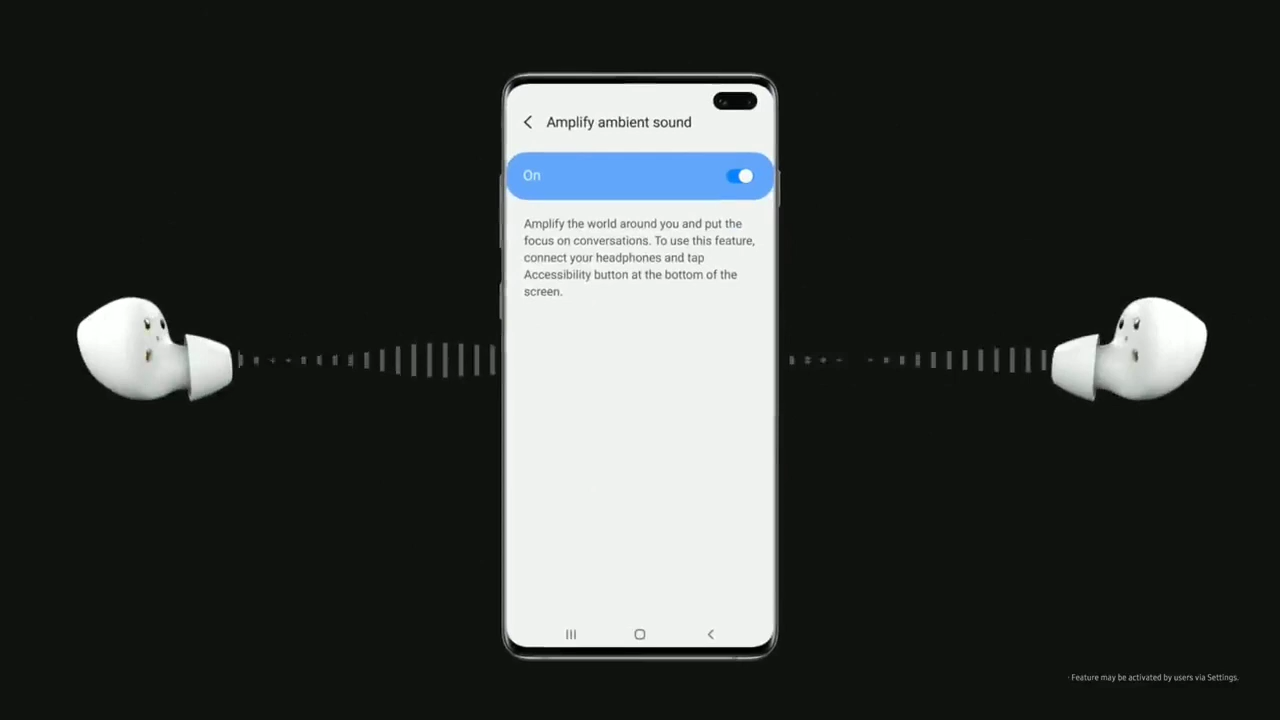 Amplify ambient sound
On
Amplify the world around you and put the
focus on conversations. To use this feature,
connect your headphones and tap
Accessibility button at the bottom of the
screen.
· Feature may be activated by users via Settings.